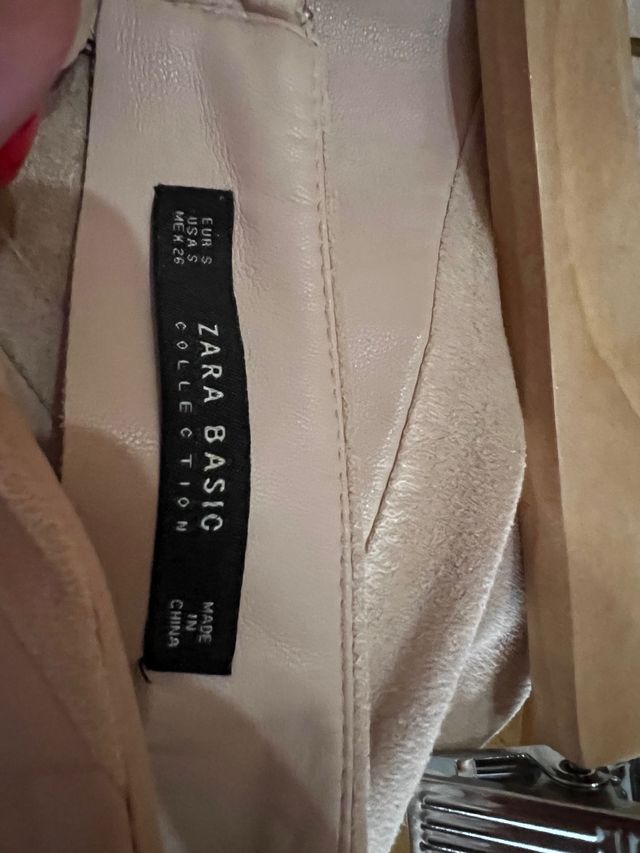 EUR S
USA S
MEX 26
ZARA BASIC
COLLECTION
MADE
IN
CHINA